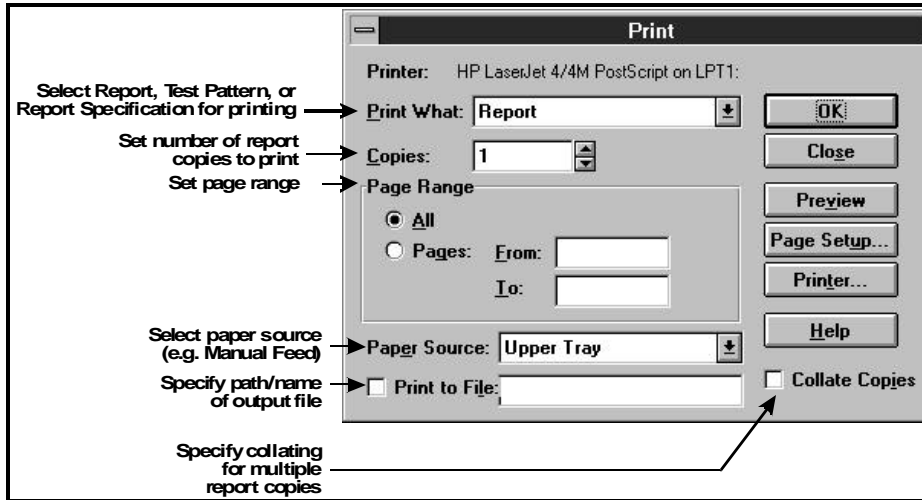 Print
Printer: HP LaserJet 4/4M PostScript on LPT1:
Select Report, Test Pattern, or
Report Specification for printing
Print What: Report
OK
Set number of report
copies to print
Copies: 1
Close
Set page range
Page Range
All
Pages: From:
To:
Preview
Page Setup...
Printer...
Help
Select paper source
(e.g. Manual Feed)
Paper Source: Upper Tray
Specify path/name
of output file
Print to File:
Collate Copies
Specify collating
for multiple
report copies